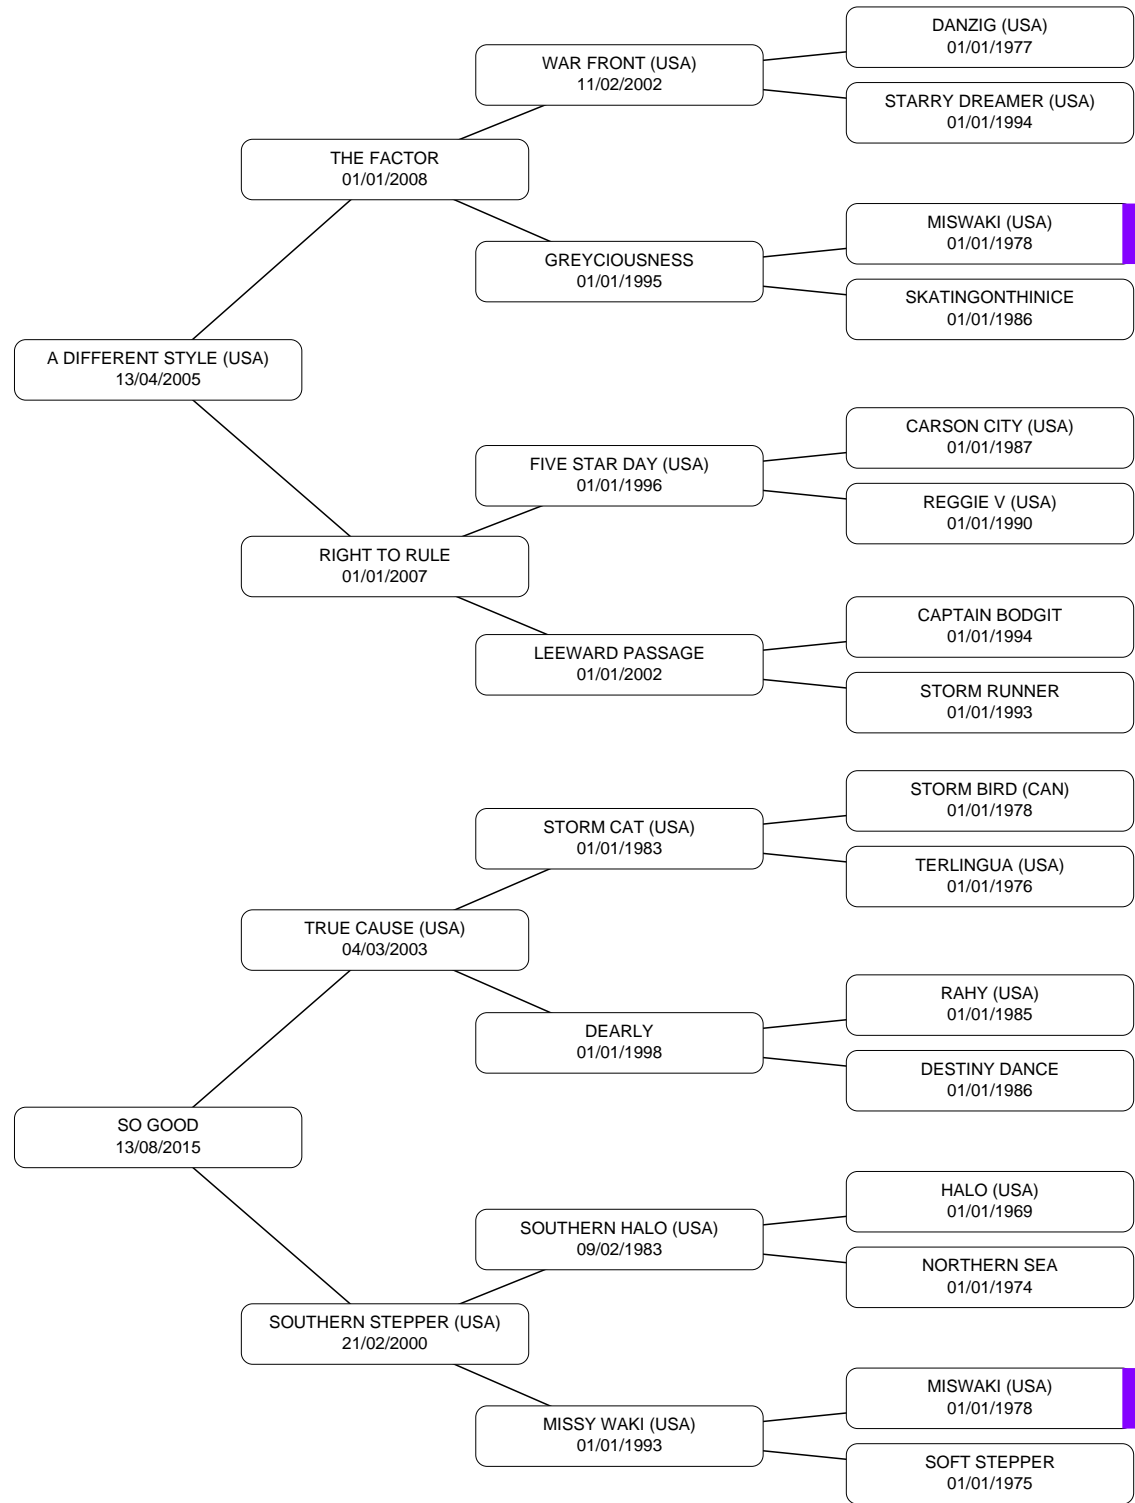 DANZIG (USA)
01/01/1977
WAR FRONT (USA)
11/02/2002
STARRY DREAMER (USA)
01/01/1994
THE FACTOR
01/01/2008
MISWAKI (USA)
01/01/1978
GREYCIOUSNESS
01/01/1995
SKATINGONTHINICE
01/01/1986
A DIFFERENT STYLE (USA)
13/04/2005
CARSON CITY (USA)
01/01/1987
FIVE STAR DAY (USA)
01/01/1996
REGGIE V (USA)
01/01/1990
RIGHT TO RULE
01/01/2007
CAPTAIN BODGIT
01/01/1994
LEEWARD PASSAGE
01/01/2002
STORM RUNNER
01/01/1993
STORM BIRD (CAN)
01/01/1978
STORM CAT (USA)
01/01/1983
TERLINGUA (USA)
01/01/1976
TRUE CAUSE (USA)
04/03/2003
RAHY (USA)
01/01/1985
DEARLY
01/01/1998
DESTINY DANCE
01/01/1986
SO GOOD
13/08/2015
HALO (USA)
01/01/1969
SOUTHERN HALO (USA)
09/02/1983
NORTHERN SEA
01/01/1974
SOUTHERN STEPPER (USA)
21/02/2000
MISWAKI (USA)
01/01/1978
MISSY WAKI (USA)
01/01/1993
SOFT STEPPER
01/01/1975